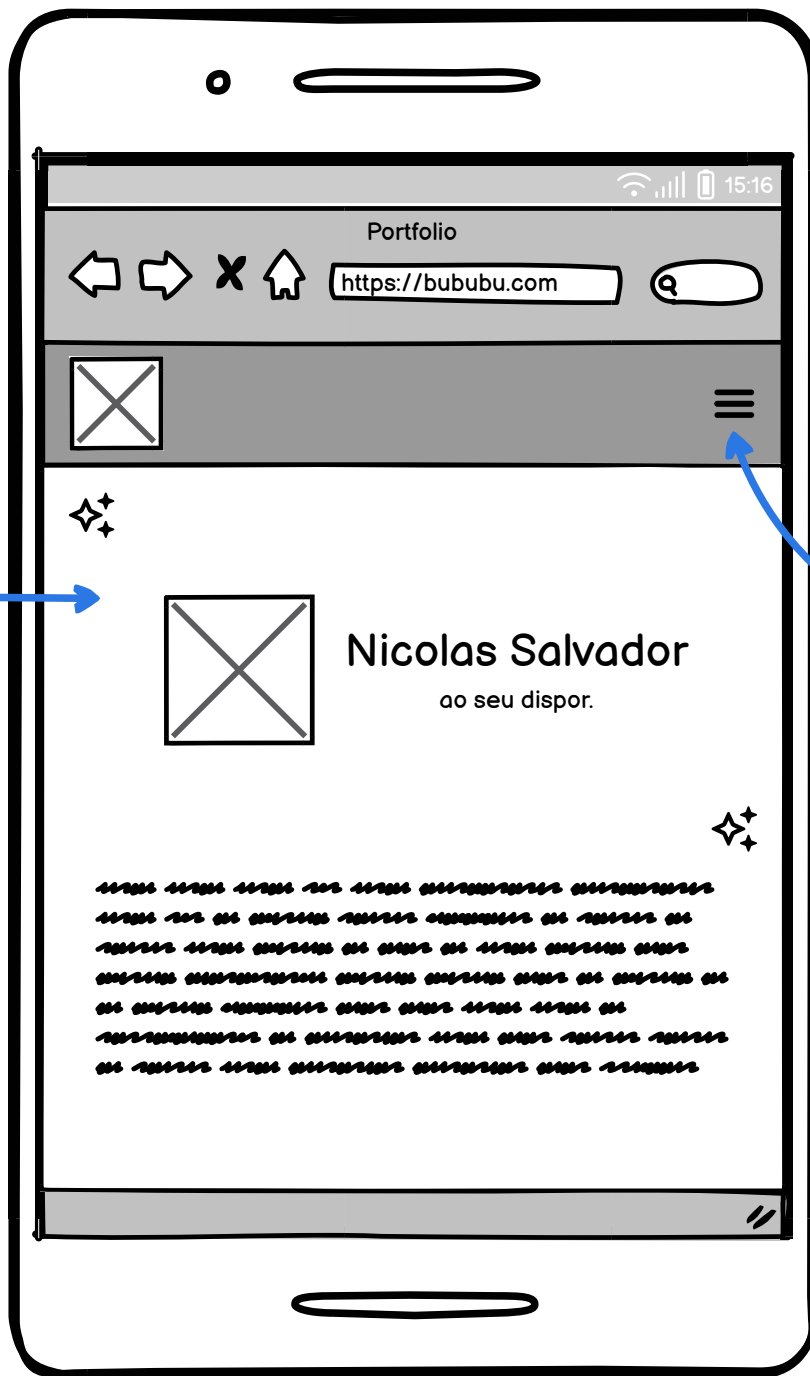 15:16
Portfolio
https://bububu.com
Nicolas Salvador
ao seu dispor.